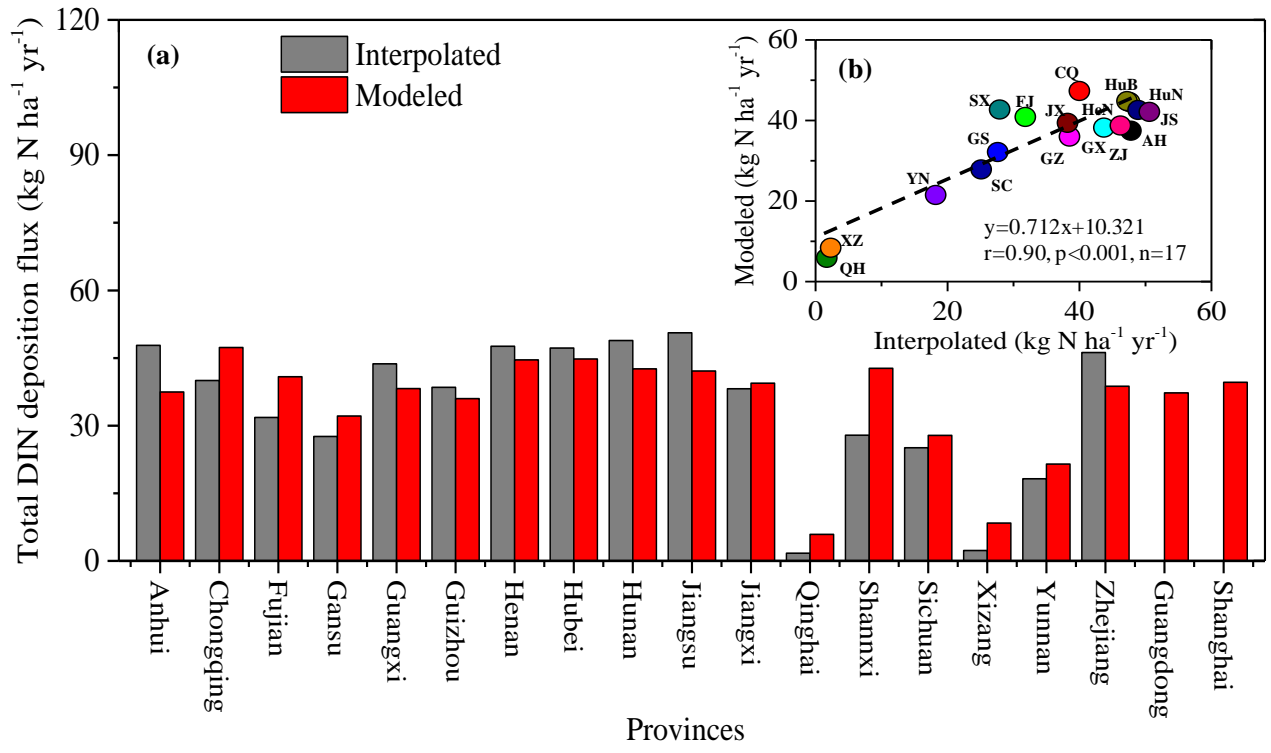 Total DIN deposition flux (kg N ha⁻¹ yr⁻¹)
120
90
60
30
0
(a)
Interpolated
Modeled
Anhui
Chongqing
Fujian
Gansu
Guangxi
Guizhou
Henan
Hubei
Hunan
Jiangsu
Jiangxi
Qinghai
Shannxi
Sichuan
Xizang
Yunnan
Zhejiang
Guangdong
Shanghai
Provinces
(b)
Modeled (kg N ha⁻¹ yr⁻¹)
60
40
20
0
CQ
HuB
SX
FJ
JX
HeN
HuN
JS
GS
GZ
GX
ZJ
AH
YN
SC
XZ
QH
y=0.712x+10.321
r=0.90, p<0.001, n=17
0 20 40 60
Interpolated (kg N ha⁻¹ yr⁻¹)